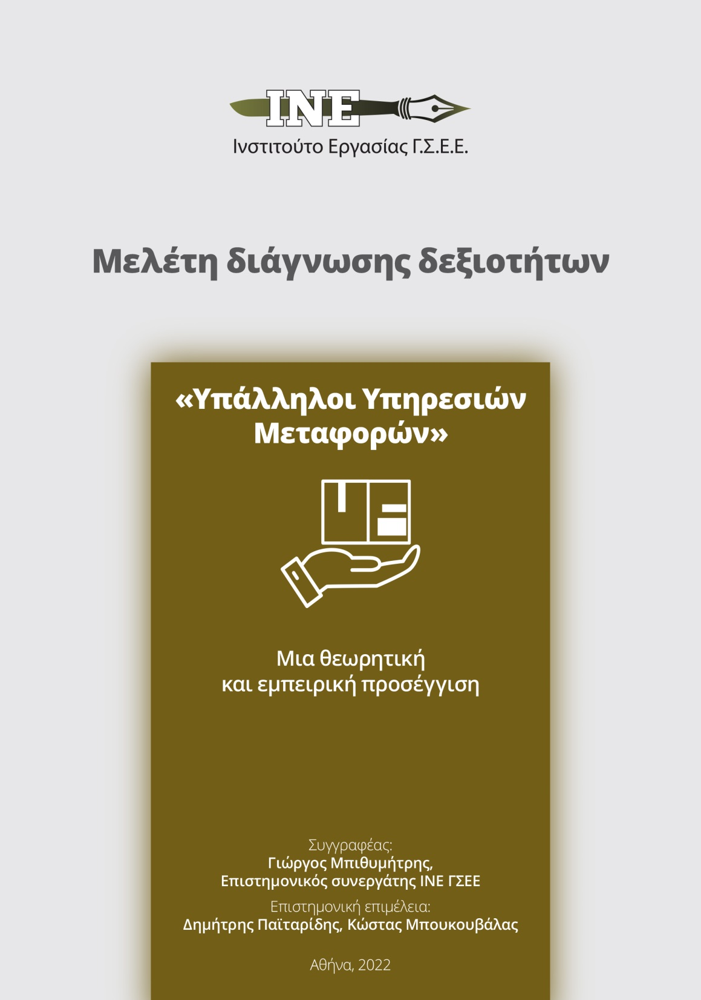 ΙΝΕ
Ινστιτούτο Εργασίας Γ.Σ.Ε.Ε.
Μελέτη διάγνωσης δεξιοτήτων
«Υπάλληλοι Υπηρεσιών
Μεταφορών»
Μια θεωρητική
και εμπειρική προσέγγιση
Συγγραφέας:
Γιώργος Μπιθυμήτρης,
Επιστημονικός συνεργάτης ΙΝΕ ΓΣΕΕ
Επιστημονική επιμέλεια:
Δημήτρης Παϊταρίδης, Κώστας Μπουκουβάλας
Αθήνα, 2022